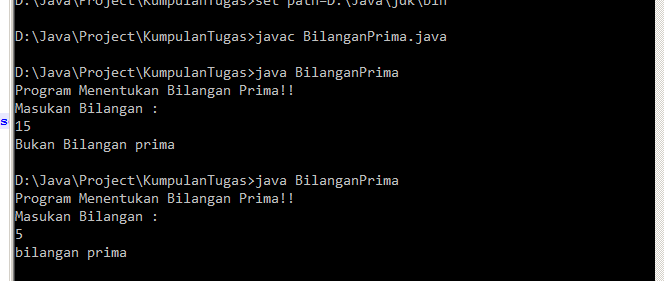 D:\Java\Project\KumpulanTugas>set path=D:\Java\jdk\bin
D:\Java\Project\KumpulanTugas>javac BilanganPrima.java
D:\Java\Project\KumpulanTugas>java BilanganPrima
Program Menentukan Bilangan Prima!!
Masukan Bilangan :
15
s
Bukan Bilangan prima
D:\Java\Project\KumpulanTugas>java BilanganPrima
Program Menentukan Bilangan Prima!!
Masukan Bilangan :
5
bilangan prima